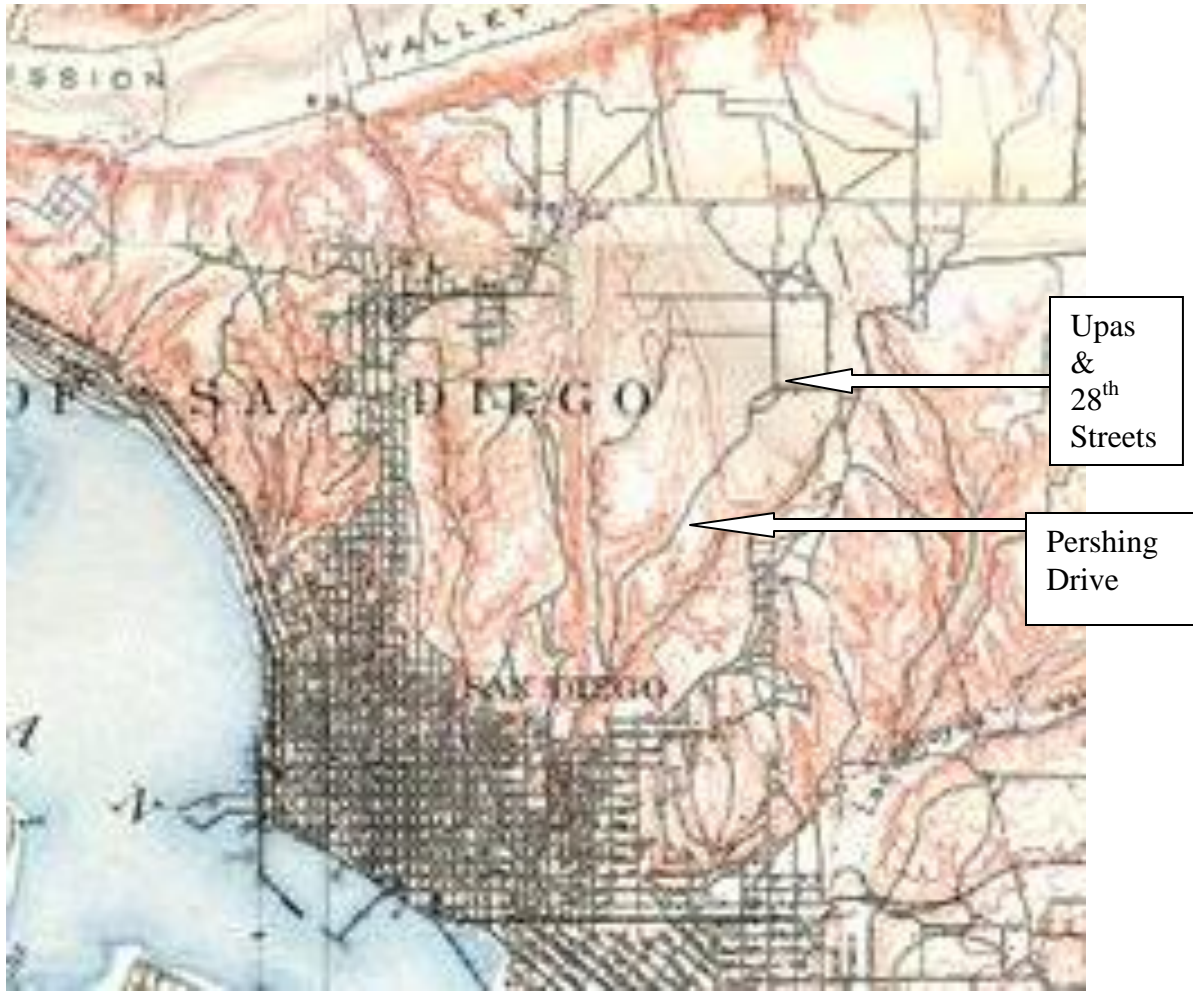 VALLEY
SSION
Upas
&
28th
Streets
OF SAN DIEGO
Pershing
Drive
SAN DIEGO